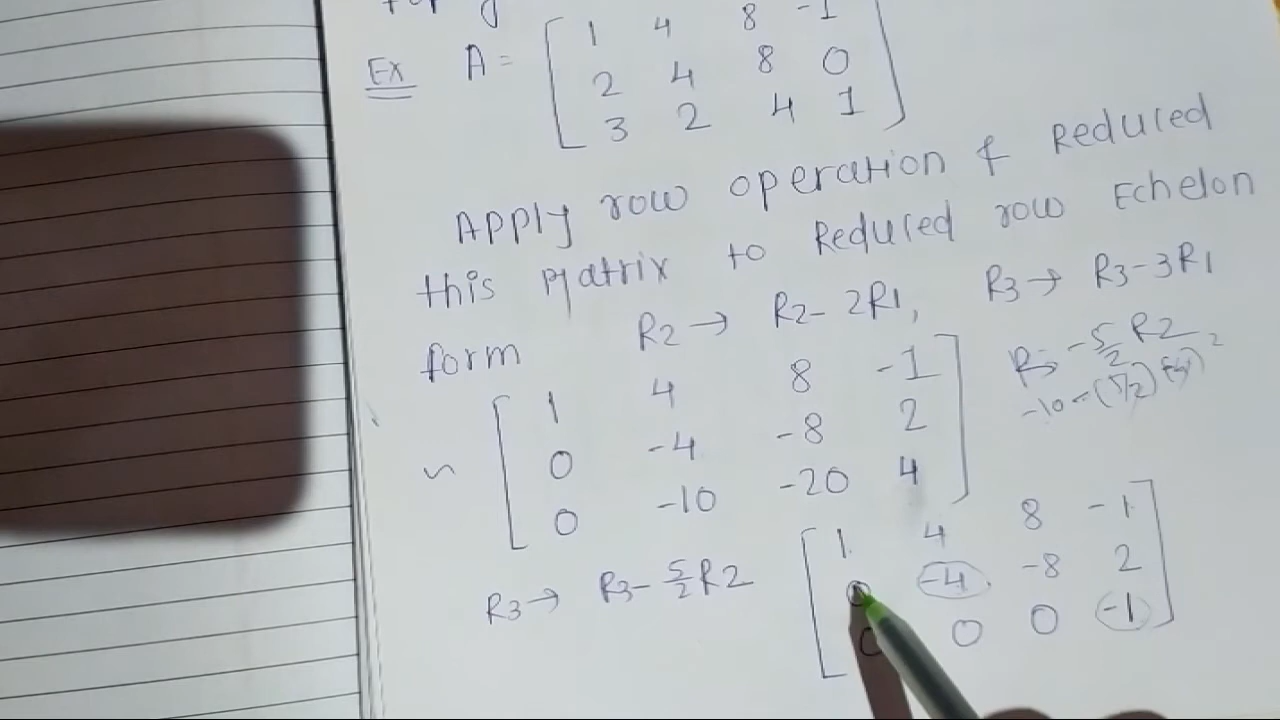 Ex A = [ 1 4 8 -1
2 4 8 0
3 2 4 1 ]
Apply row operation & Reduced
this Matrix to Reduced row Echelon
form R2 → R2 - 2R1, R3 → R3 - 3R1
~ [ 1 4 8 -1
0 -4 -8 2
0 -10 -20 4 ]
R3 - 5/2 R2
R3 → R3 - 5/2 R2
[ 1 4 8 -1
0 -4 -8 2
0 0 0 -1 ]